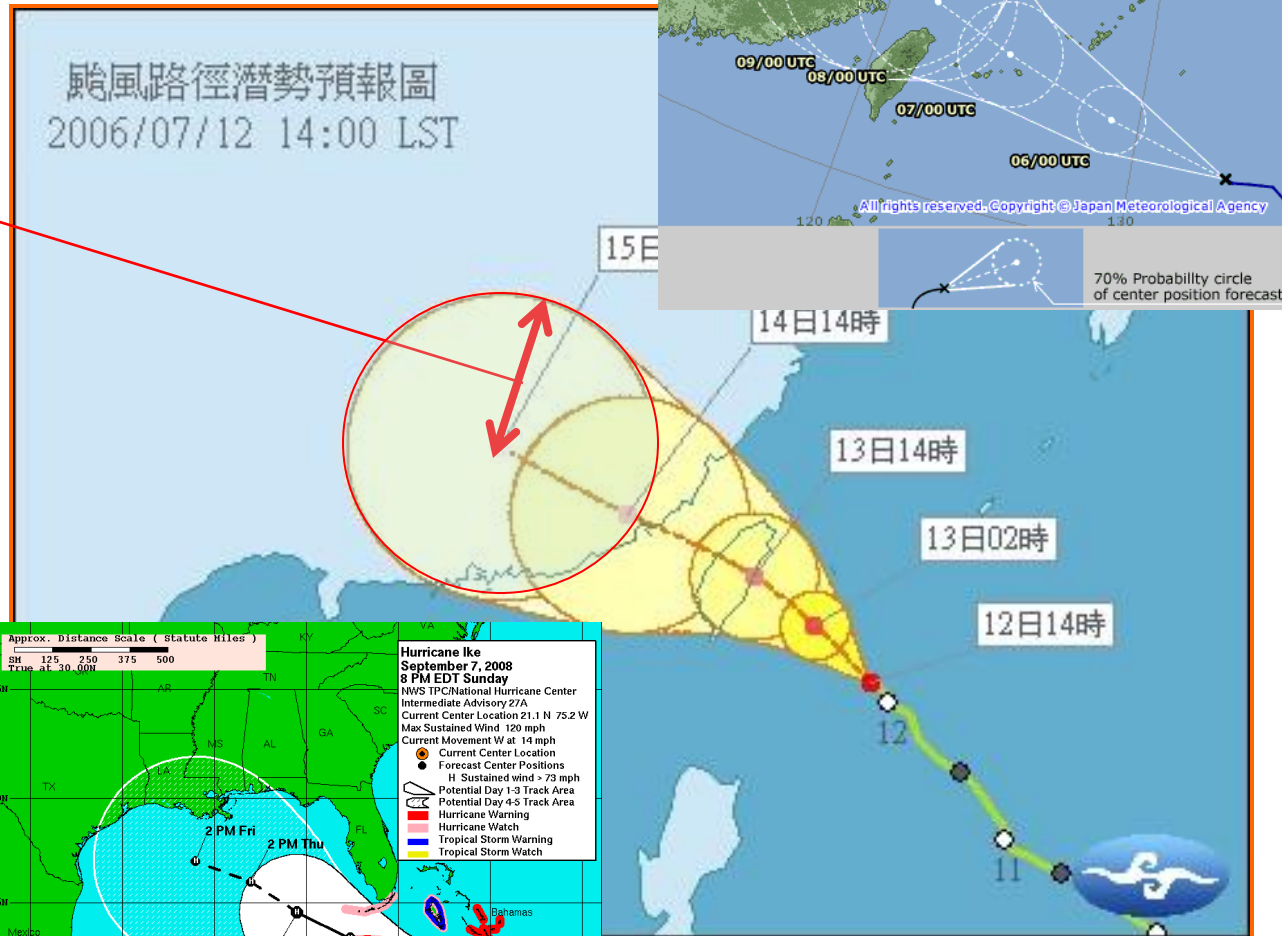 颱風路徑潛勢預報圖
2006/07/12 14:00 LST
09/00 UTC
08/00 UTC
07/00 UTC
06/00 UTC
All rights reserved. Copyright © Japan Meteorological Agency
120
130
70% Probability circle
of center position forecast
15日
14日14時
13日14時
13日02時
12日14時
12
11
Approx. Distance Scale ( Statute Miles )
SM 125 250 375 500
True at 30.00N
Hurricane Ike
September 7, 2008
8 PM EDT Sunday
NWS TPC/National Hurricane Center
Intermediate Advisory 27A
Current Center Location 21.1 N 75.2 W
Max Sustained Wind 120 mph
Current Movement W at 14 mph
Current Center Location
Forecast Center Positions
H Sustained wind > 73 mph
Potential Day 1-3 Track Area
Potential Day 4-5 Track Area
Hurricane Warning
Hurricane Watch
Tropical Storm Warning
Tropical Storm Watch
KY
VA
TN
AR
SC
GA
MS
AL
LA
TX
FL
2 PM Fri
2 PM Thu
H
H
H
Bahamas
Mexico